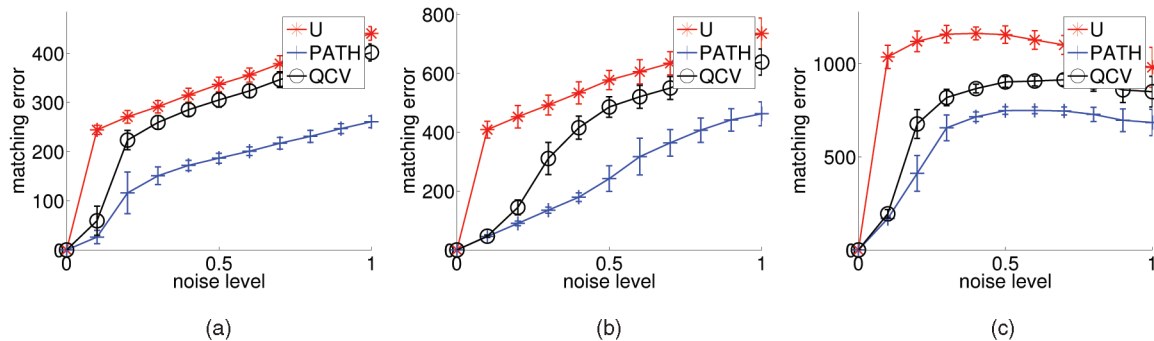 U
PATH
QCV
400
300
200
100
0
0
0.5
1
matching error
noise level
(a)
U
PATH
QCV
800
600
400
200
0
0
0.5
1
matching error
noise level
(b)
U
PATH
QCV
1000
500
0
0
0.5
1
matching error
noise level
(c)